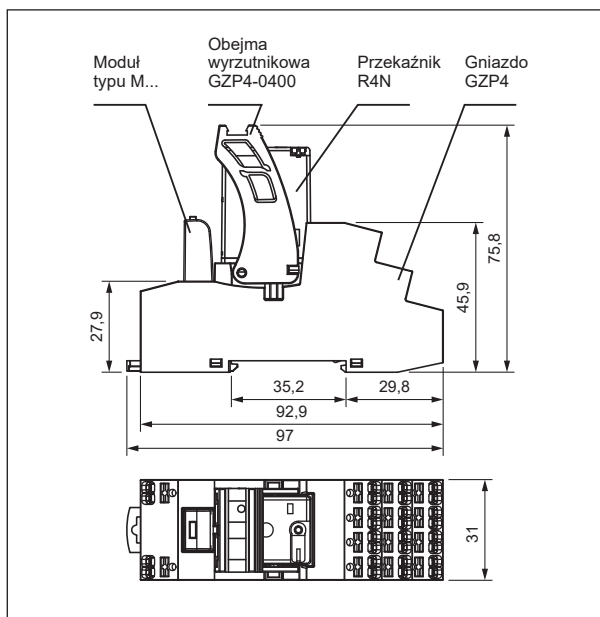 Moduł
typu M...
Obejma
wyrzutnikowa
GZP4-0400
Przekaźnik
R4N
Gniazdo
GZP4
27,9
75,8
45,9
35,2
29,8
92,9
97
31